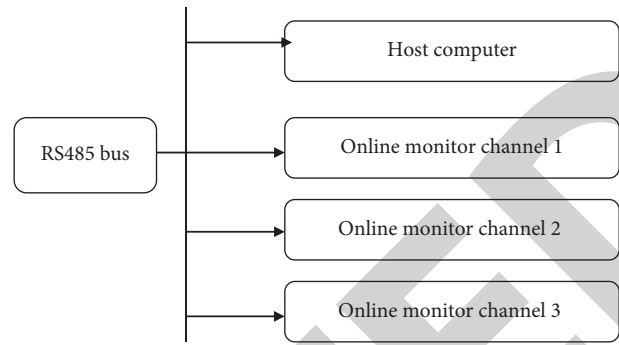 Host computer
RS485 bus
Online monitor channel 1
Online monitor channel 2
Online monitor channel 3